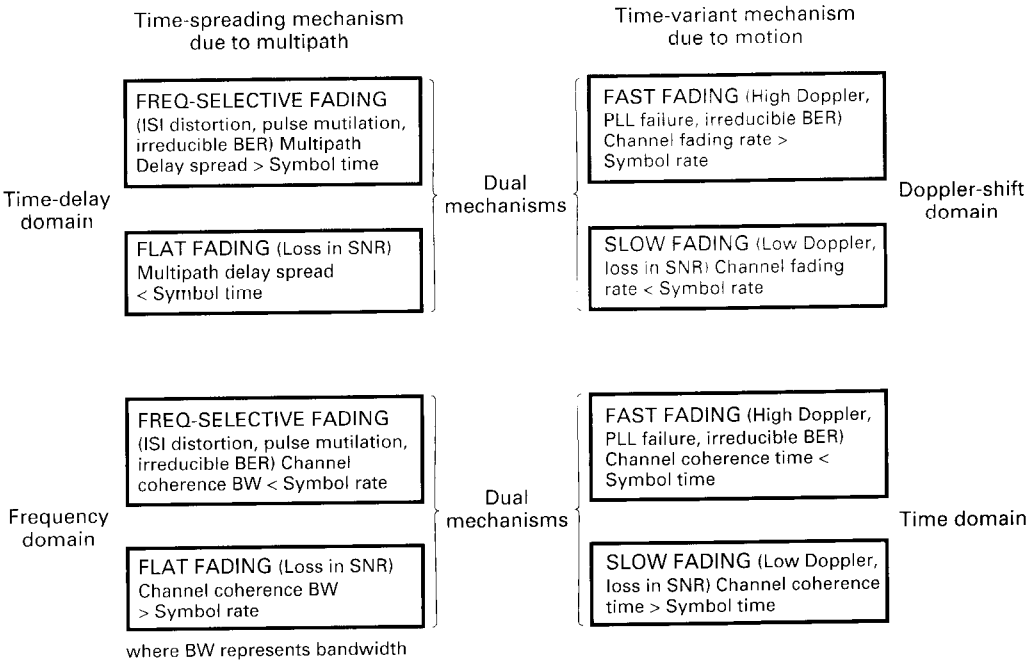 Time-spreading mechanism
due to multipath
Time-variant mechanism
due to motion
FREQ-SELECTIVE FADING
(ISI distortion, pulse mutilation,
irreducible BER) Multipath
Delay spread > Symbol time
FAST FADING (High Doppler,
PLL failure, irreducible BER)
Channel fading rate >
Symbol rate
Time-delay
domain
Dual
mechanisms
Doppler-shift
domain
FLAT FADING (Loss in SNR)
Multipath delay spread
< Symbol time
SLOW FADING (Low Doppler,
loss in SNR) Channel fading
rate < Symbol rate
FREQ-SELECTIVE FADING
(ISI distortion, pulse mutilation,
irreducible BER) Channel
coherence BW < Symbol rate
FAST FADING (High Doppler,
PLL failure, irreducible BER)
Channel coherence time <
Symbol time
Frequency
domain
Dual
mechanisms
Time domain
FLAT FADING (Loss in SNR)
Channel coherence BW
> Symbol rate
SLOW FADING (Low Doppler,
loss in SNR) Channel coherence
time > Symbol time
where BW represents bandwidth